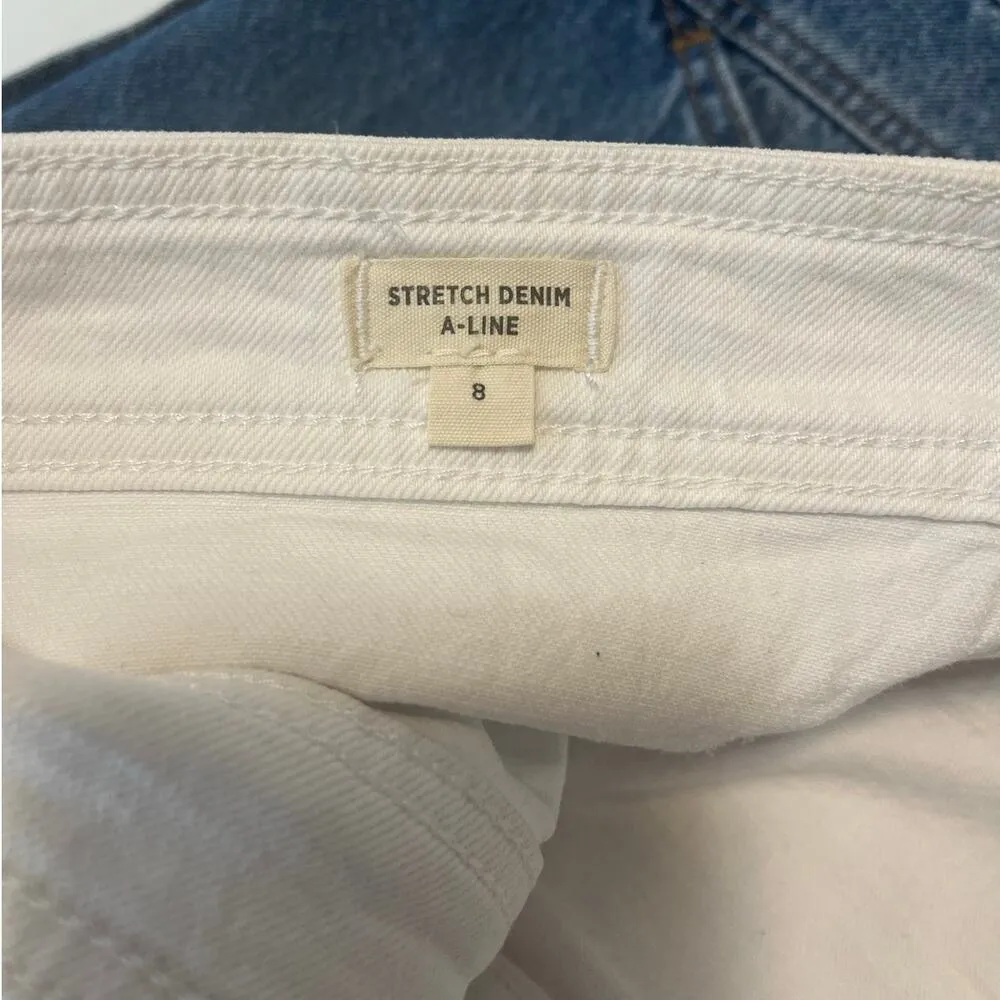 STRETCH DENIM
A-LINE
8